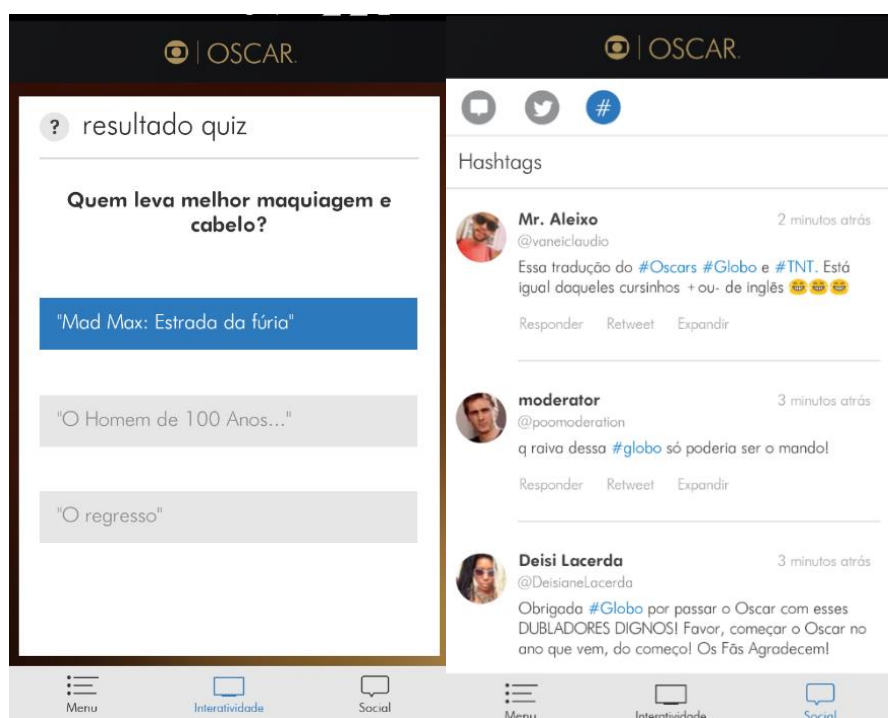 OSCAR.
? resultado quiz
Quem leva melhor maquiagem e
cabelo?
"Mad Max: Estrada da fúria"
"O Homem de 100 Anos..."
"O regresso"
Menu
Interatividade
Social
OSCAR.
#
Hashtags
Mr. Aleixo
2 minutos atrás
@vaneiclaudio
Essa tradução do #Oscars #Globo e #TNT. Está
igual daqueles cursinhos +ou- de inglês 😂😂😂
Responder Retweet Expandir
moderator
3 minutos atrás
@poomoderation
q raiva dessa #globo só poderia ser o mando!
Responder Retweet Expandir
Deisi Lacerda
3 minutos atrás
@DeisianeLacerda
Obrigada #Globo por passar o Oscar com esses
DUBLADORES DIGNOS! Favor, começar o Oscar no
ano que vem, do começo! Os Fãs Agradecem!
Menu
Interatividade
Social